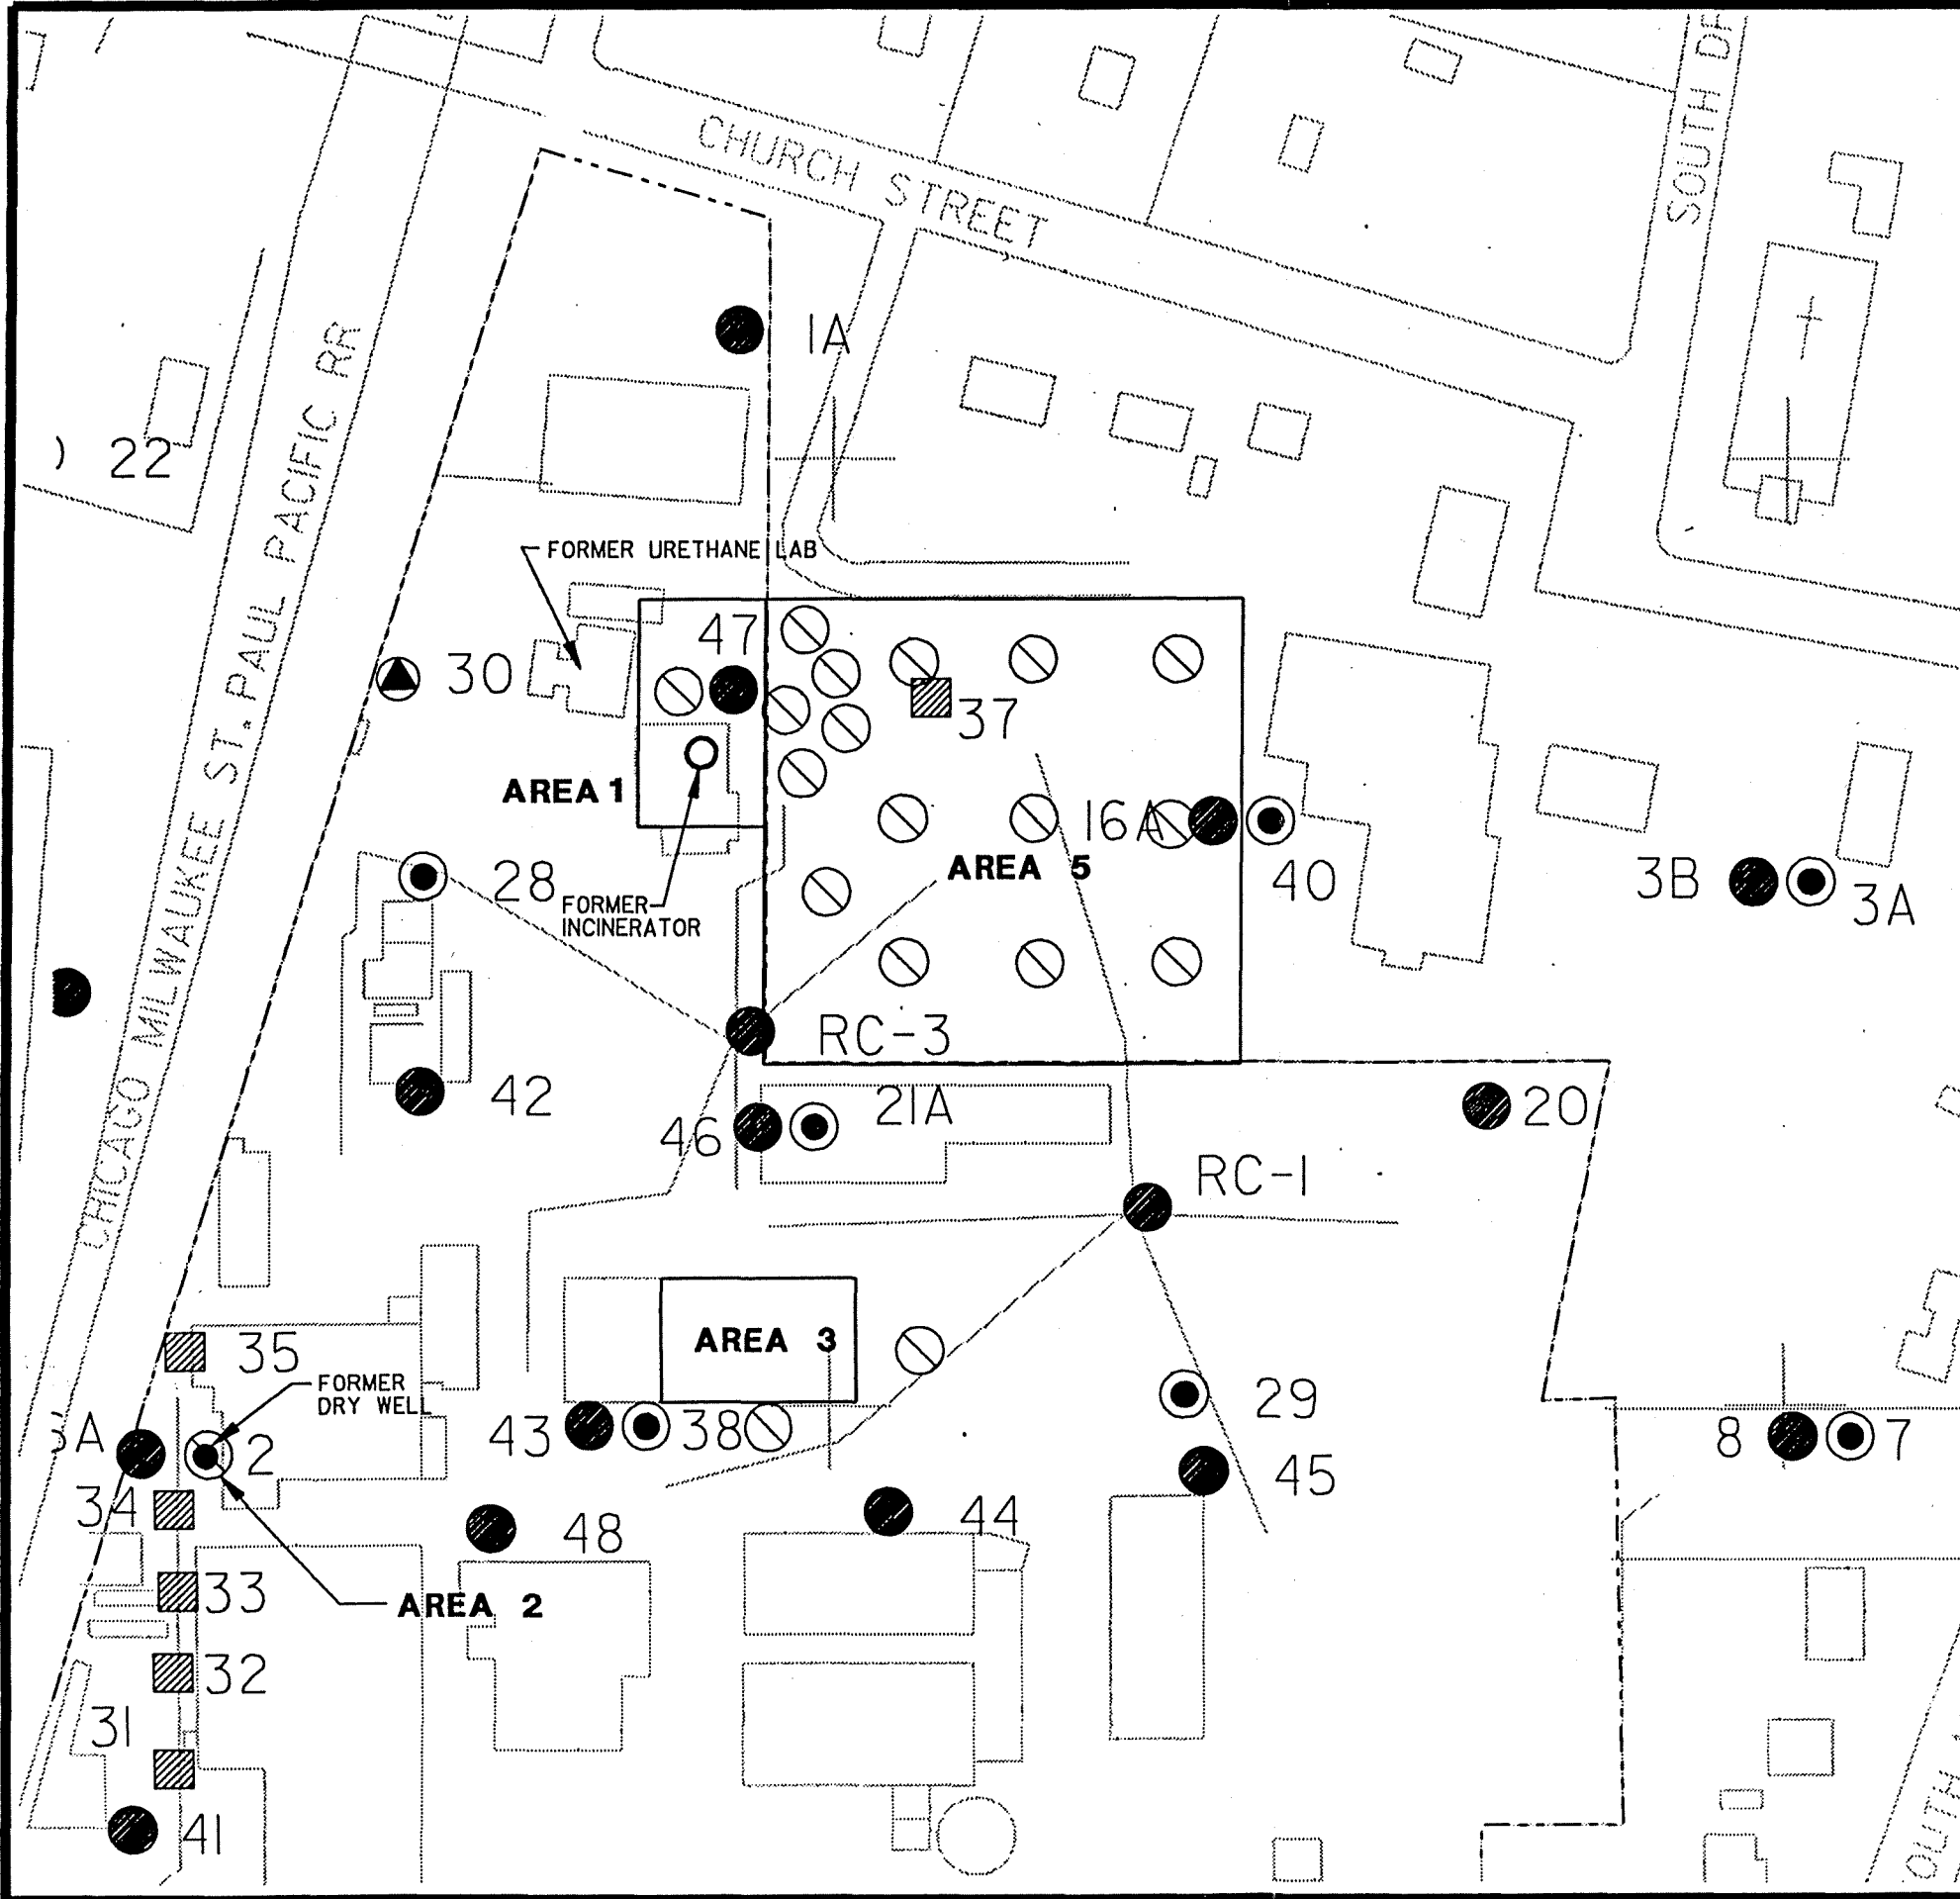 CHURCH STREET
SOUTH
1A
22
CHICAGO MILWAUKEE ST. PAUL PACIFIC RR
FORMER URETHANE LAB
47
30
37
AREA 1
16A
AREA 5
40
28
FORMER
INCINERATOR
3B
3A
RC-3
42
21A
46
20
RC-1
AREA 3
35
FORMER
DRY WELL
29
43
38
2
8
7
45
34
44
48
33
AREA 2
32
31
41